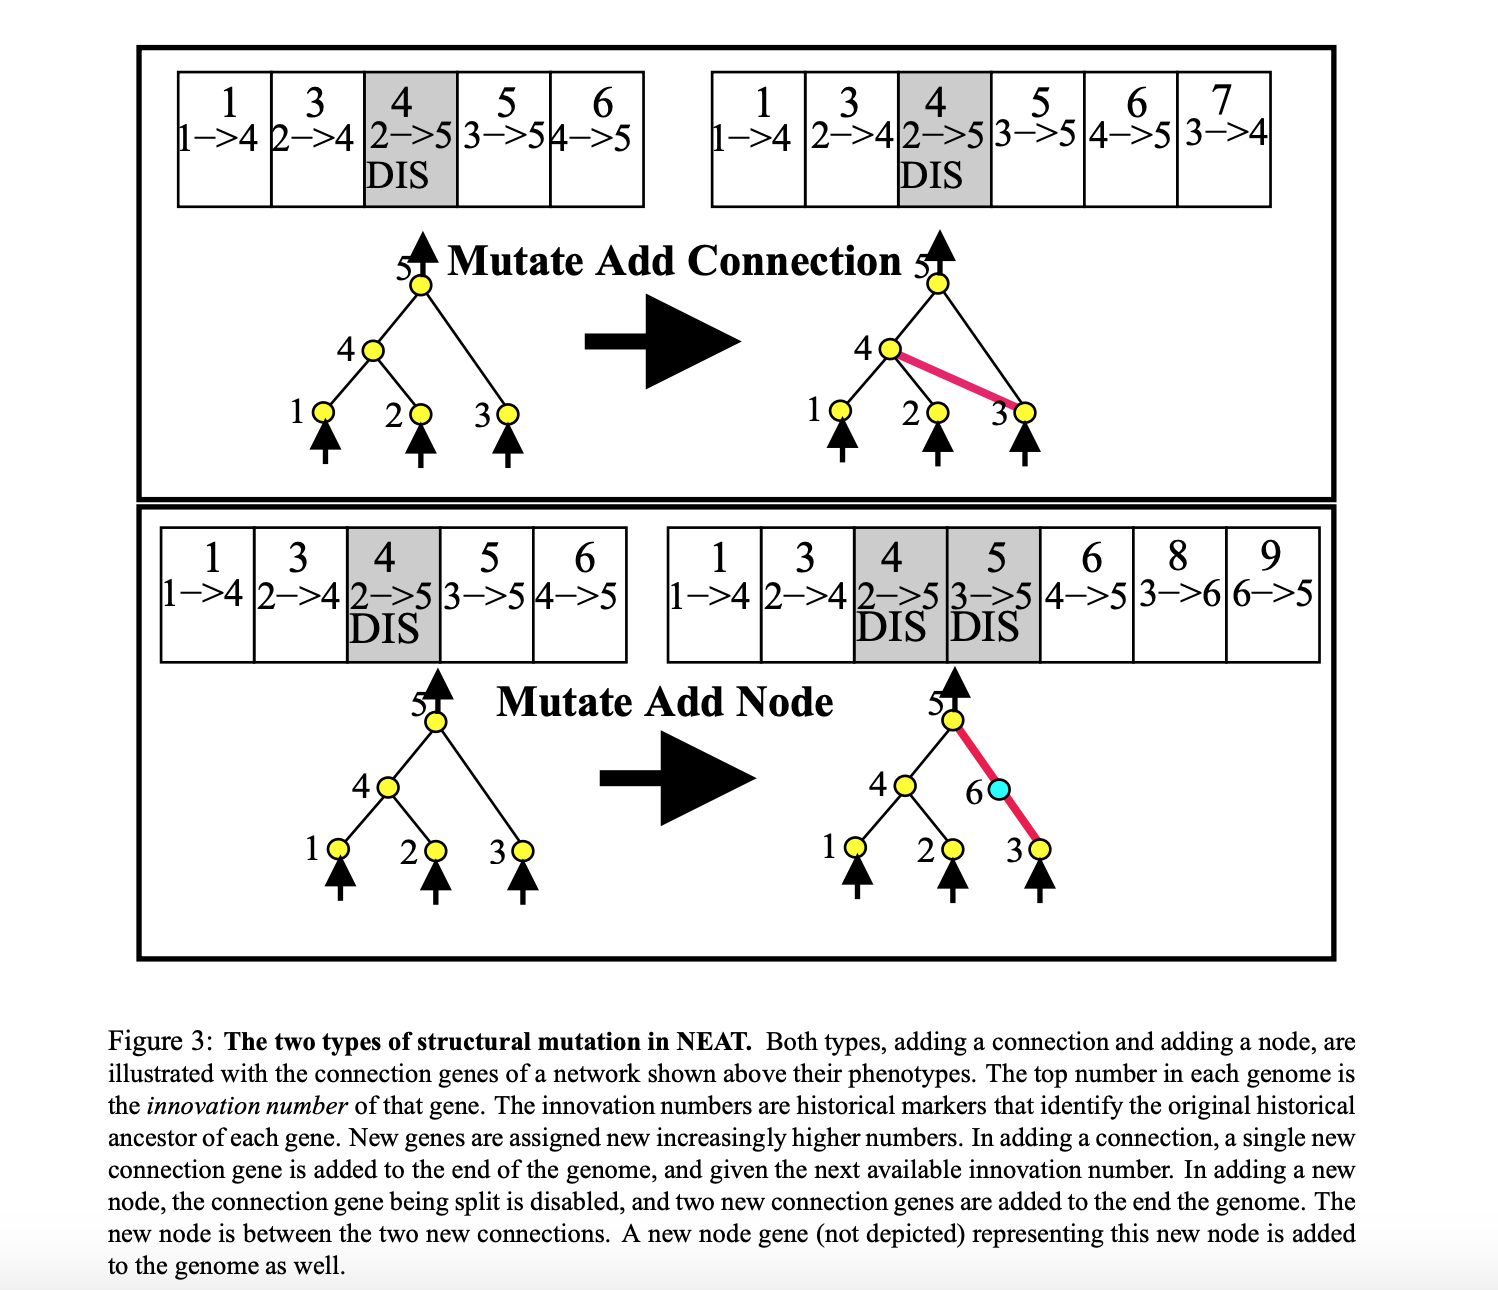 1 3 4 5 6
1–>4 2–>4 2–>5 3–>5 4–>5
DIS
1 3 4 5 6 7
1–>4 2–>4 2–>5 3–>5 4–>5 3–>4
DIS
5 Mutate Add Connection 5
4 4
1 2 3 1 2 3
1 3 4 5 6
1–>4 2–>4 2–>5 3–>5 4–>5
DIS
1 3 4 5 6 8 9
1–>4 2–>4 2–>5 3–>5 4–>5 3–>6 6–>5
DIS DIS
5 Mutate Add Node 5
4 4 6
1 2 3 1 2 3
Figure 3: The two types of structural mutation in NEAT. Both types, adding a connection and adding a node, are
illustrated with the connection genes of a network shown above their phenotypes. The top number in each genome is
the innovation number of that gene. The innovation numbers are historical markers that identify the original historical
ancestor of each gene. New genes are assigned new increasingly higher numbers. In adding a connection, a single new
connection gene is added to the end of the genome, and given the next available innovation number. In adding a new
node, the connection gene being split is disabled, and two new connection genes are added to the end the genome. The
new node is between the two new connections. A new node gene (not depicted) representing this new node is added
to the genome as well.